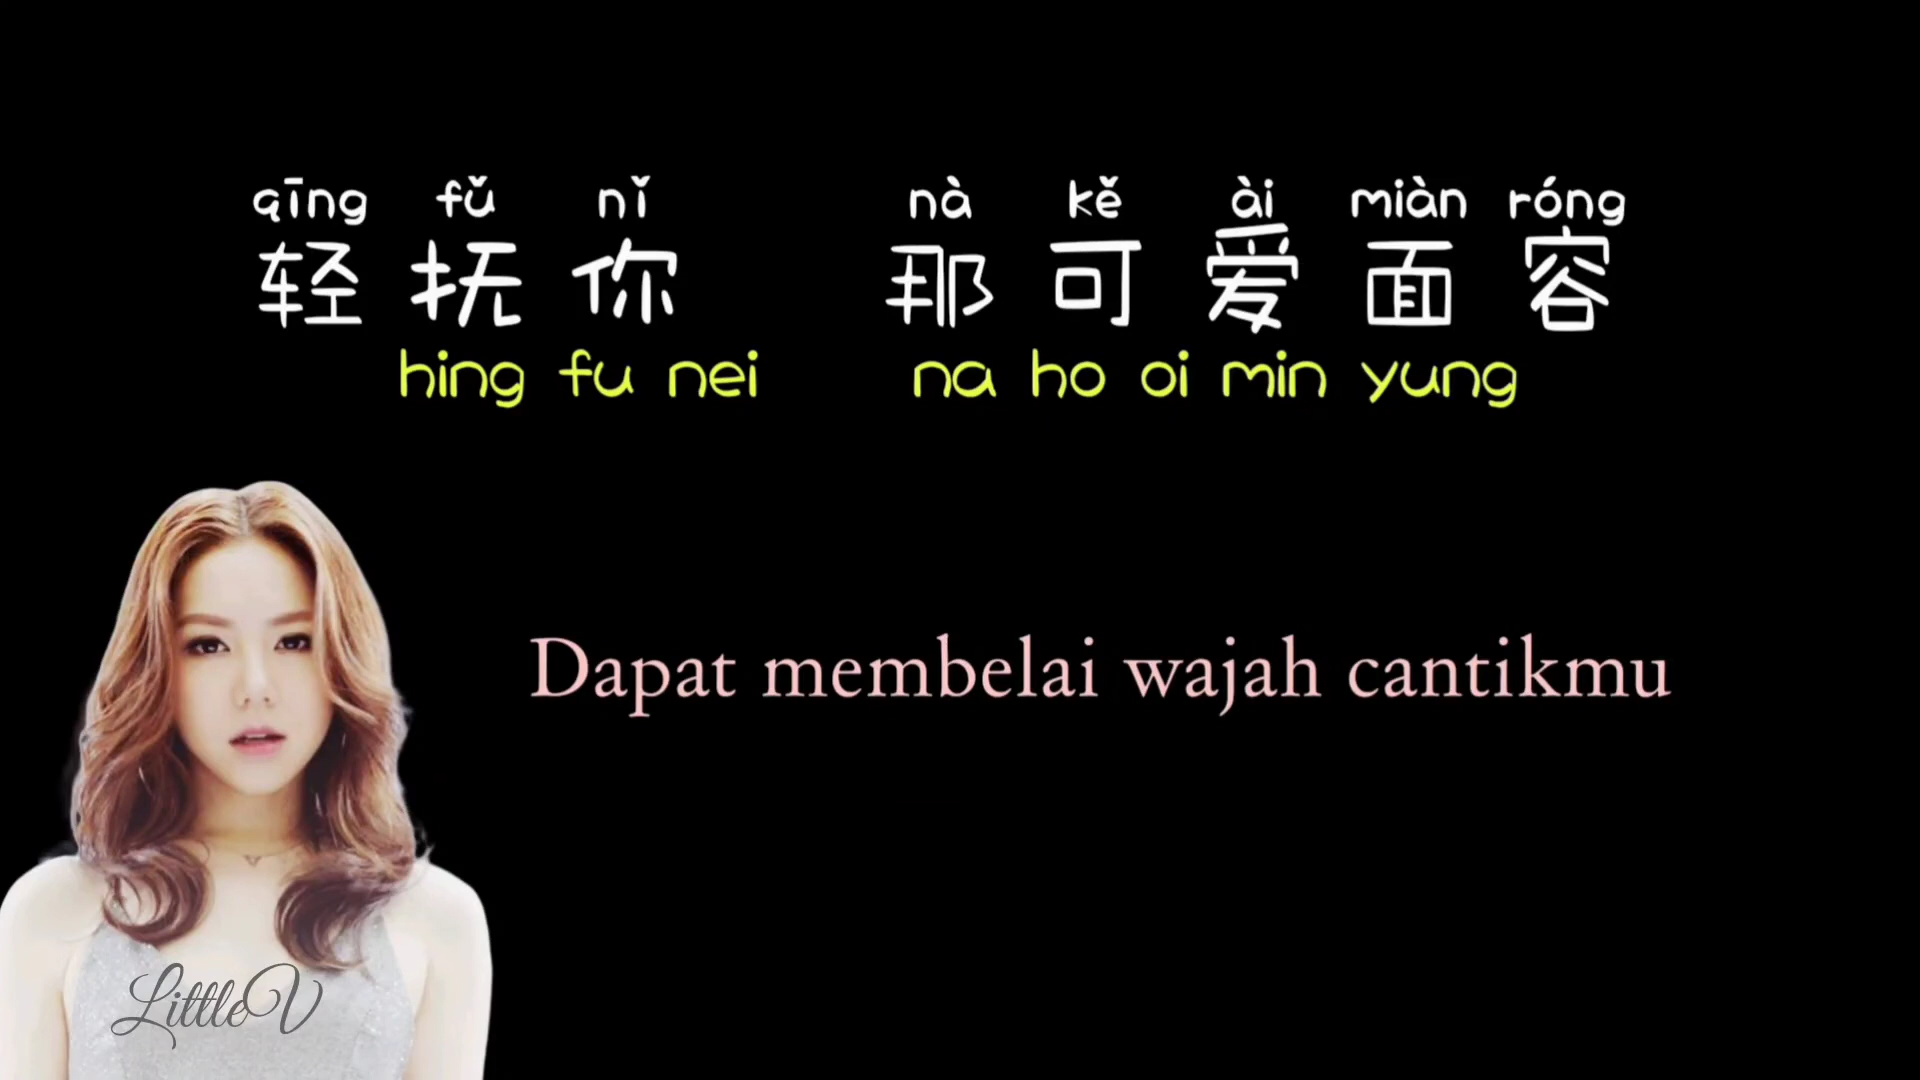 qīng fǔ nǐ nà kě ài miàn róng
轻抚你 那可爱面容
hing fu nei na ho oi min yung
Dapat membelai wajah cantikmu
LittleV